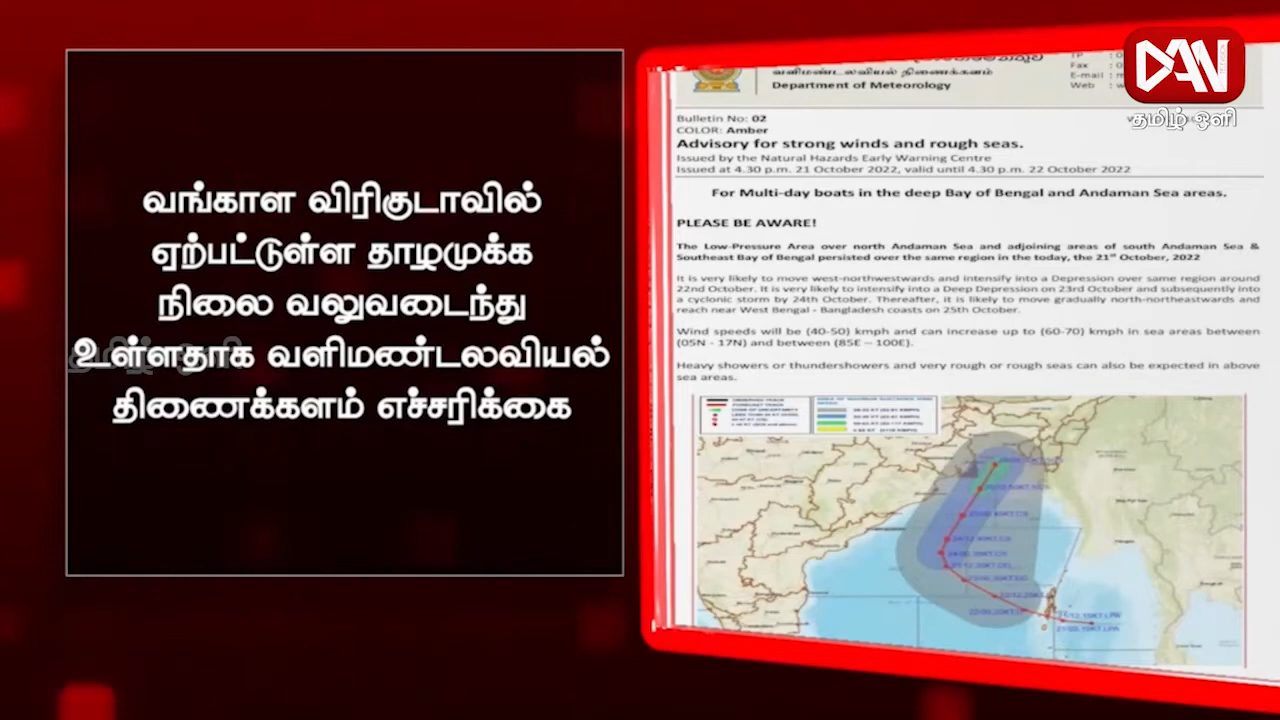 வங்காள விரிகுடாவில்
ஏற்பட்டுள்ள தாழமுக்க
நிலை வலுவடைந்து
உள்ளதாக வளிமண்டலவியல்
திணைக்களம் எச்சரிக்கை
DAN
தமிழ் ஒளி
தமிழ் ஒளி
வளிமண்டலவியல் திணைக்களம்
Department of Meteorology
Fax
E-mail :
Web :
Bulletin No: 02
COLOR: Amber
Advisory for strong winds and rough seas.
Issued by the Natural Hazards Early Warning Centre
Issued at 4.30 p.m. 21 October 2022, valid until 4.30 p.m. 22 October 2022
For Multi-day boats in the deep Bay of Bengal and Andaman Sea areas.
PLEASE BE AWARE!
The Low-Pressure Area over north Andaman Sea and adjoining areas of south Andaman Sea &
Southeast Bay of Bengal persisted over the same region in the today, the 21st October, 2022
It is very likely to move west-northwestwards and intensify into a Depression over same region around
22nd October. It is very likely to intensify into a Deep Depression on 23rd October and subsequently into
a cyclonic storm by 24th October. Thereafter, it is likely to move gradually north-northeastwards and
reach near West Bengal - Bangladesh coasts on 25th October.
Wind speeds will be (40-50) kmph and can increase up to (60-70) kmph in sea areas between
(05N - 17N) and between (85E – 100E).
Heavy showers or thundershowers and very rough or rough seas can also be expected in above
sea areas.